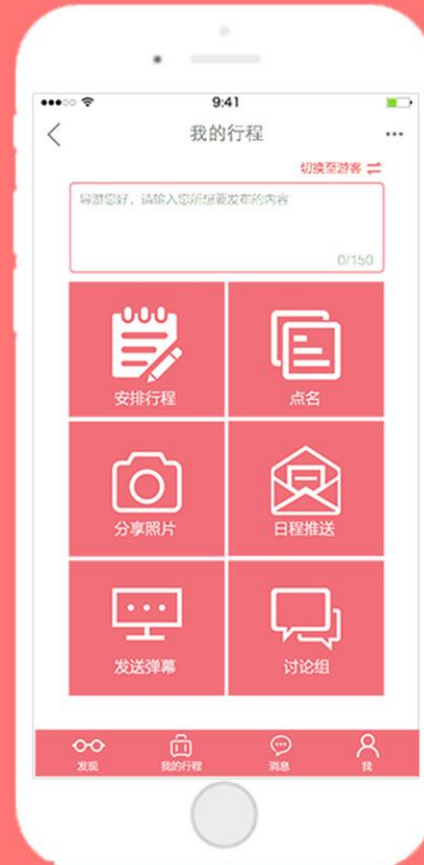 9:41
我的行程
切换至游客
导游您好，请输入您所想要发布的内容
0/150
安排行程
点名
分享照片
日程推送
发送弹幕
讨论组
发现
我的行程
消息
我